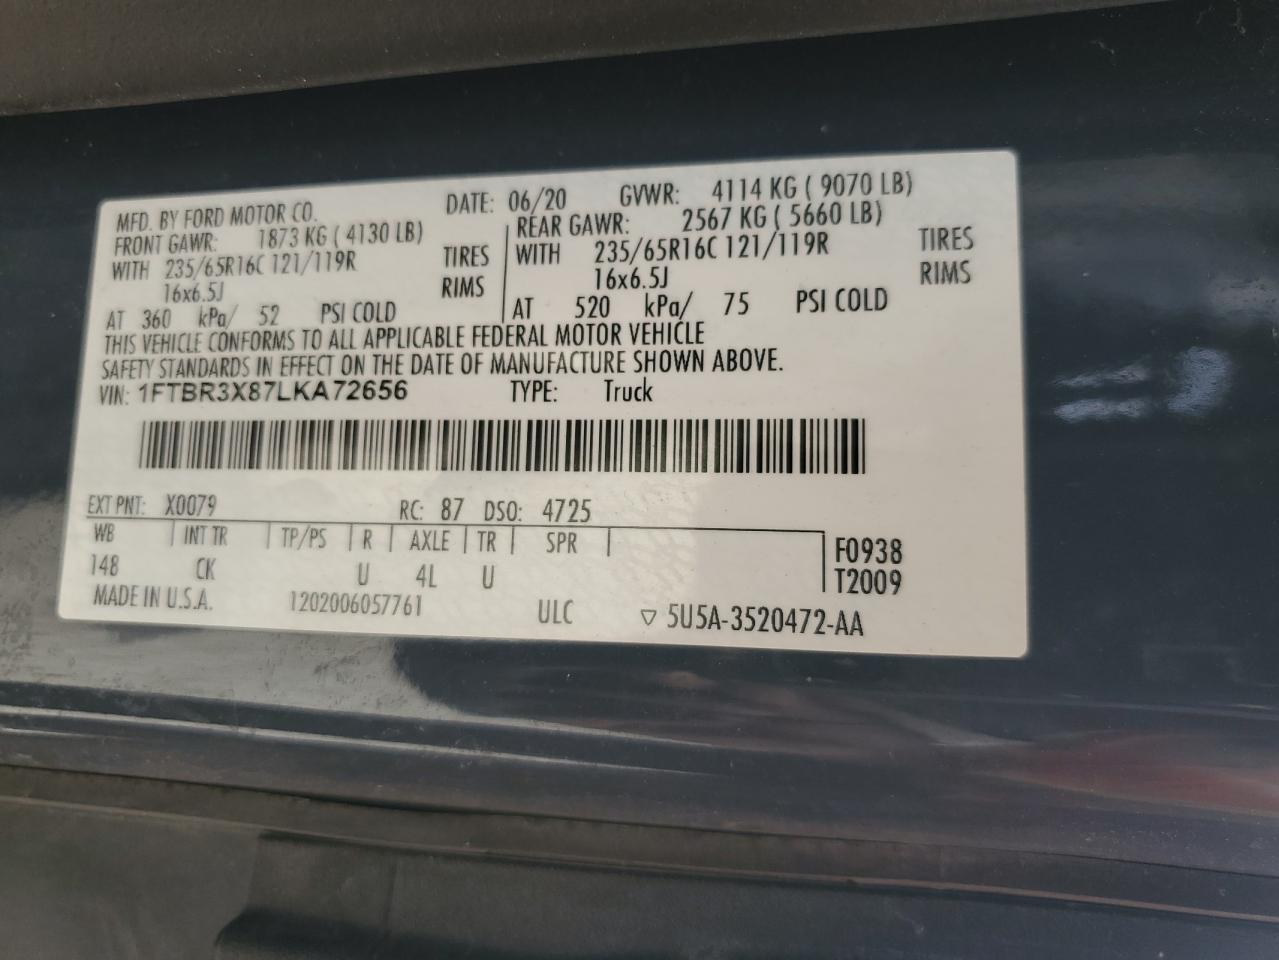 MFD. BY FORD MOTOR CO. DATE: 06/20 GVWR: 4114 KG ( 9070 LB)
FRONT GAWR: 1873 KG ( 4130 LB) REAR GAWR: 2567 KG ( 5660 LB)
WITH 235/65R16C 121/119R TIRES WITH 235/65R16C 121/119R TIRES
16x6.5J RIMS 16x6.5J RIMS
AT 360 kPa/ 52 PSI COLD AT 520 kPa/ 75 PSI COLD
THIS VEHICLE CONFORMS TO ALL APPLICABLE FEDERAL MOTOR VEHICLE
SAFETY STANDARDS IN EFFECT ON THE DATE OF MANUFACTURE SHOWN ABOVE.
VIN: 1FTBR3X87LKA72656 TYPE: Truck
EXT PNT: X0079 RC: 87 DSO: 4725
WB INT TR TP/PS R AXLE TR SPR F0938
148 CK U 4L U T2009
MADE IN U.S.A. 1202006057761 ULC ▽ 5U5A-3520472-AA